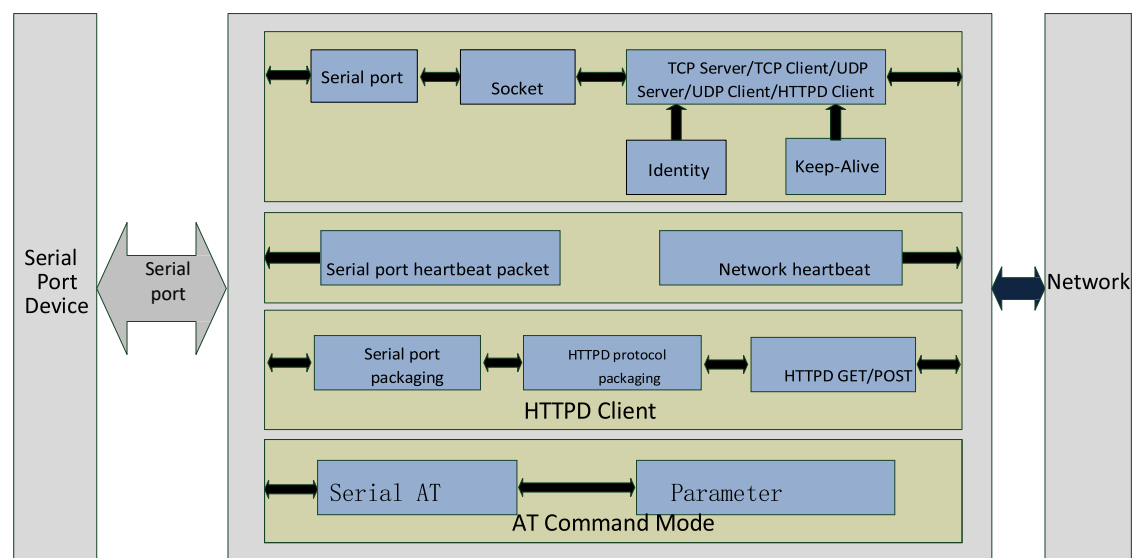 Serial
Port
Device
Serial
port
Serial port
Socket
TCP Server/TCP Client/UDP
Server/UDP Client/HTTPD Client
Identity
Keep-Alive
Serial port heartbeat packet
Network heartbeat
Serial port
packaging
HTTPD protocol
packaging
HTTPD GET/POST
HTTPD Client
Serial AT
Parameter
AT Command Mode
Network